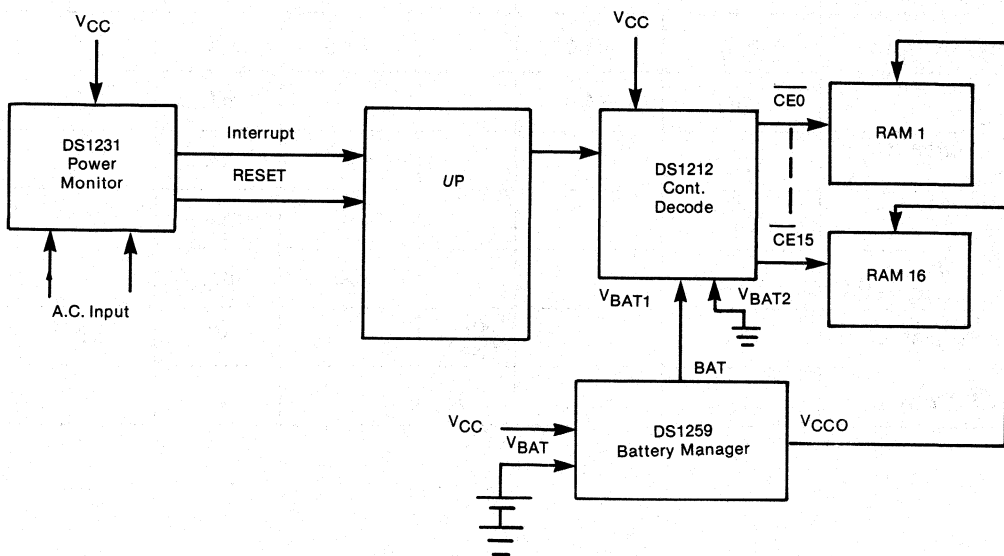 VCC
VCC
DS1231
Power
Monitor
Interrupt
RESET
UP
DS1212
Cont.
Decode
CE0
CE15
RAM 1
RAM 16
A.C. Input
VBAT1
VBAT2
BAT
VCC
VBAT
DS1259
Battery Manager
VCCO